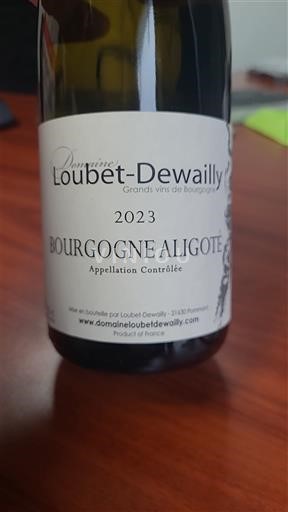 Domaine
Loubet-Dewailly
Grands vins de Bourgogne
2023
BOURGOGNE ALIGOTÉ
Appellation Contrôlée
Mise en bouteille par Loubet-Dewailly - 21630 Pommard
www.domaineloubetdewailly.com
Product of France